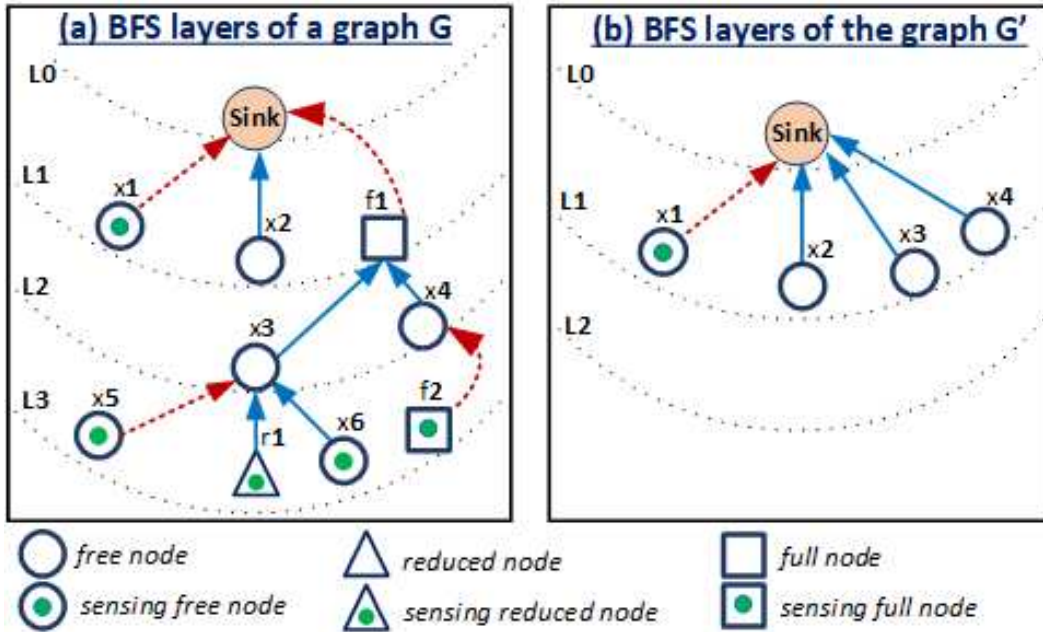 (a) BFS layers of a graph G
L0
Sink
L1
x1
x2
f1
L2
x3
x4
L3
x5
r1
x6
f2
(b) BFS layers of the graph G’
L0
Sink
L1
x1
x2
x3
x4
L2
free node
reduced node
full node
sensing free node
sensing reduced node
sensing full node